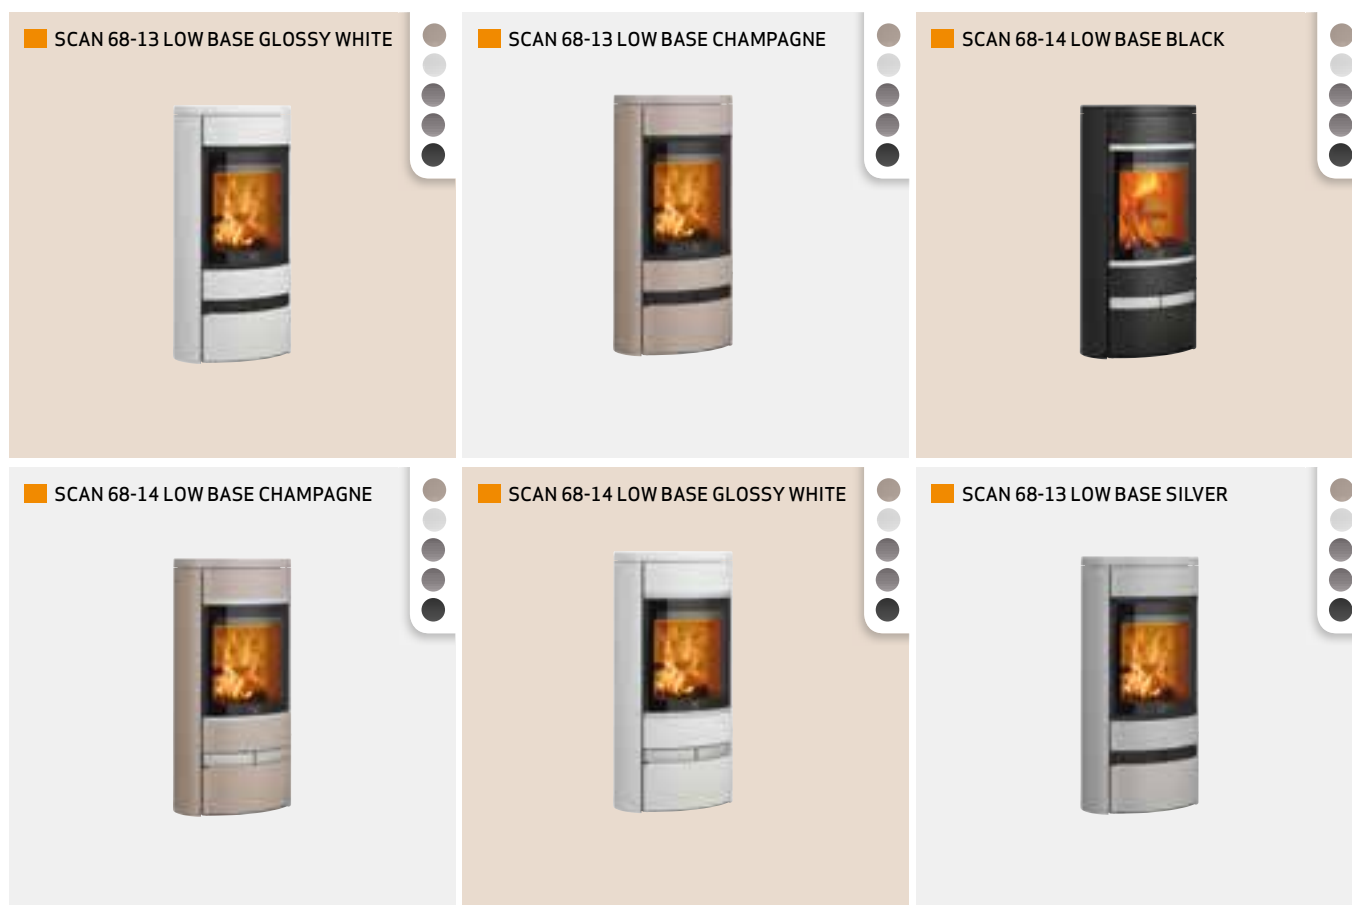 SCAN 68-13 LOW BASE GLOSSY WHITE
SCAN 68-13 LOW BASE CHAMPAGNE
SCAN 68-14 LOW BASE BLACK
SCAN 68-14 LOW BASE CHAMPAGNE
SCAN 68-14 LOW BASE GLOSSY WHITE
SCAN 68-13 LOW BASE SILVER